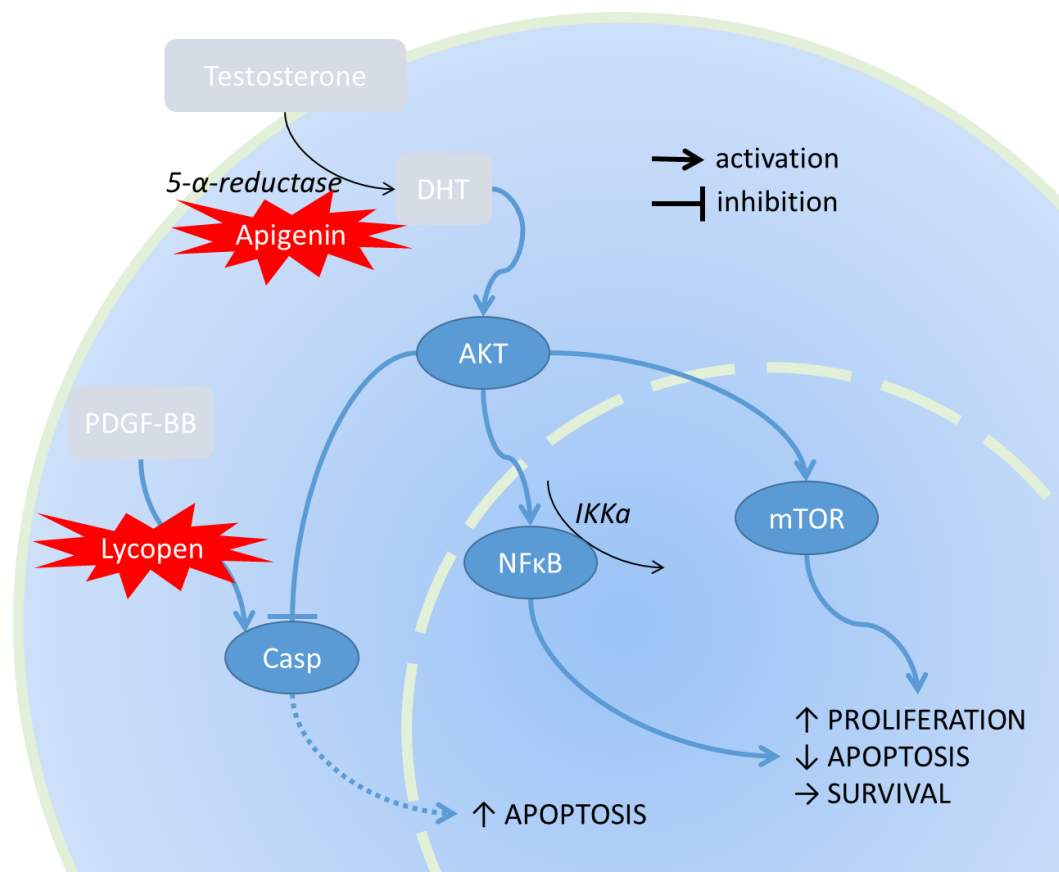 Testosterone
5-α-reductase
DHT
Apigenin
activation
inhibition
AKT
PDGF-BB
Lycopen
IKKa
NFκB
mTOR
Casp
↑ PROLIFERATION
↓ APOPTOSIS
→ SURVIVAL
↑ APOPTOSIS